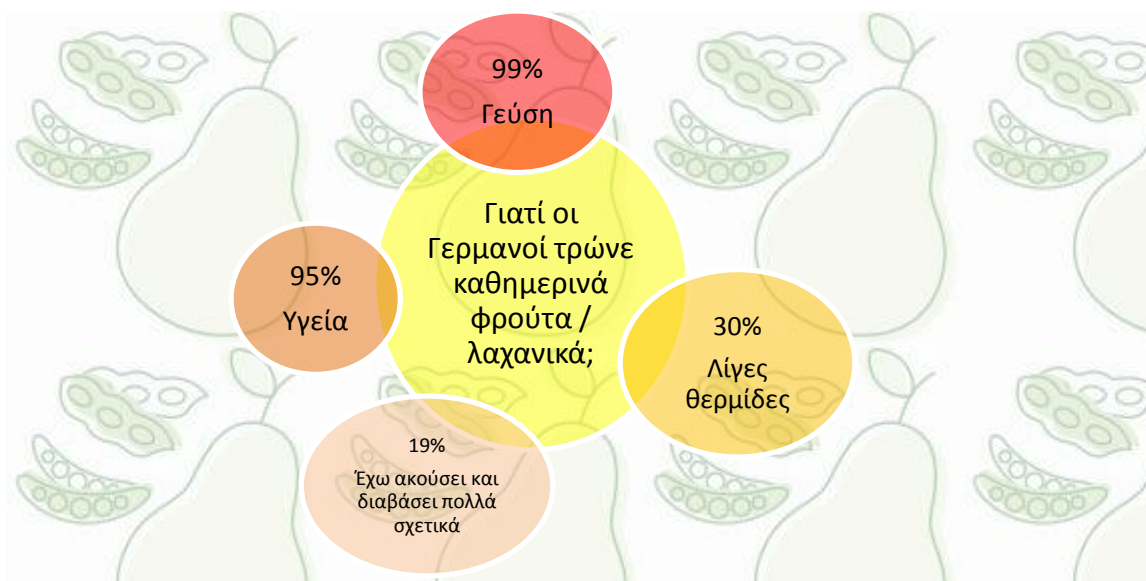 99%
Γεύση
Γιατί οι
Γερμανοί τρώνε
καθημερινά
φρούτα /
λαχανικά;
95%
Υγεία
30%
Λίγες
θερμίδες
19%
Έχω ακούσει και
διαβάσει πολλά
σχετικά